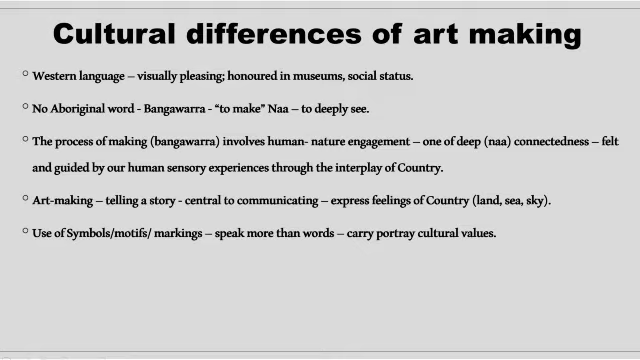 Cultural differences of art making
○ Western language – visually pleasing; honoured in museums, social status.
○ No Aboriginal word - Bangawarra - “to make” Naa – to deeply see.
○ The process of making (bangawarra) involves human- nature engagement – one of deep (naa) connectedness – felt
and guided by our human sensory experiences through the interplay of Country.
○ Art-making – telling a story - central to communicating – express feelings of Country (land, sea, sky).
○ Use of Symbols/motifs/ markings – speak more than words – carry portray cultural values.